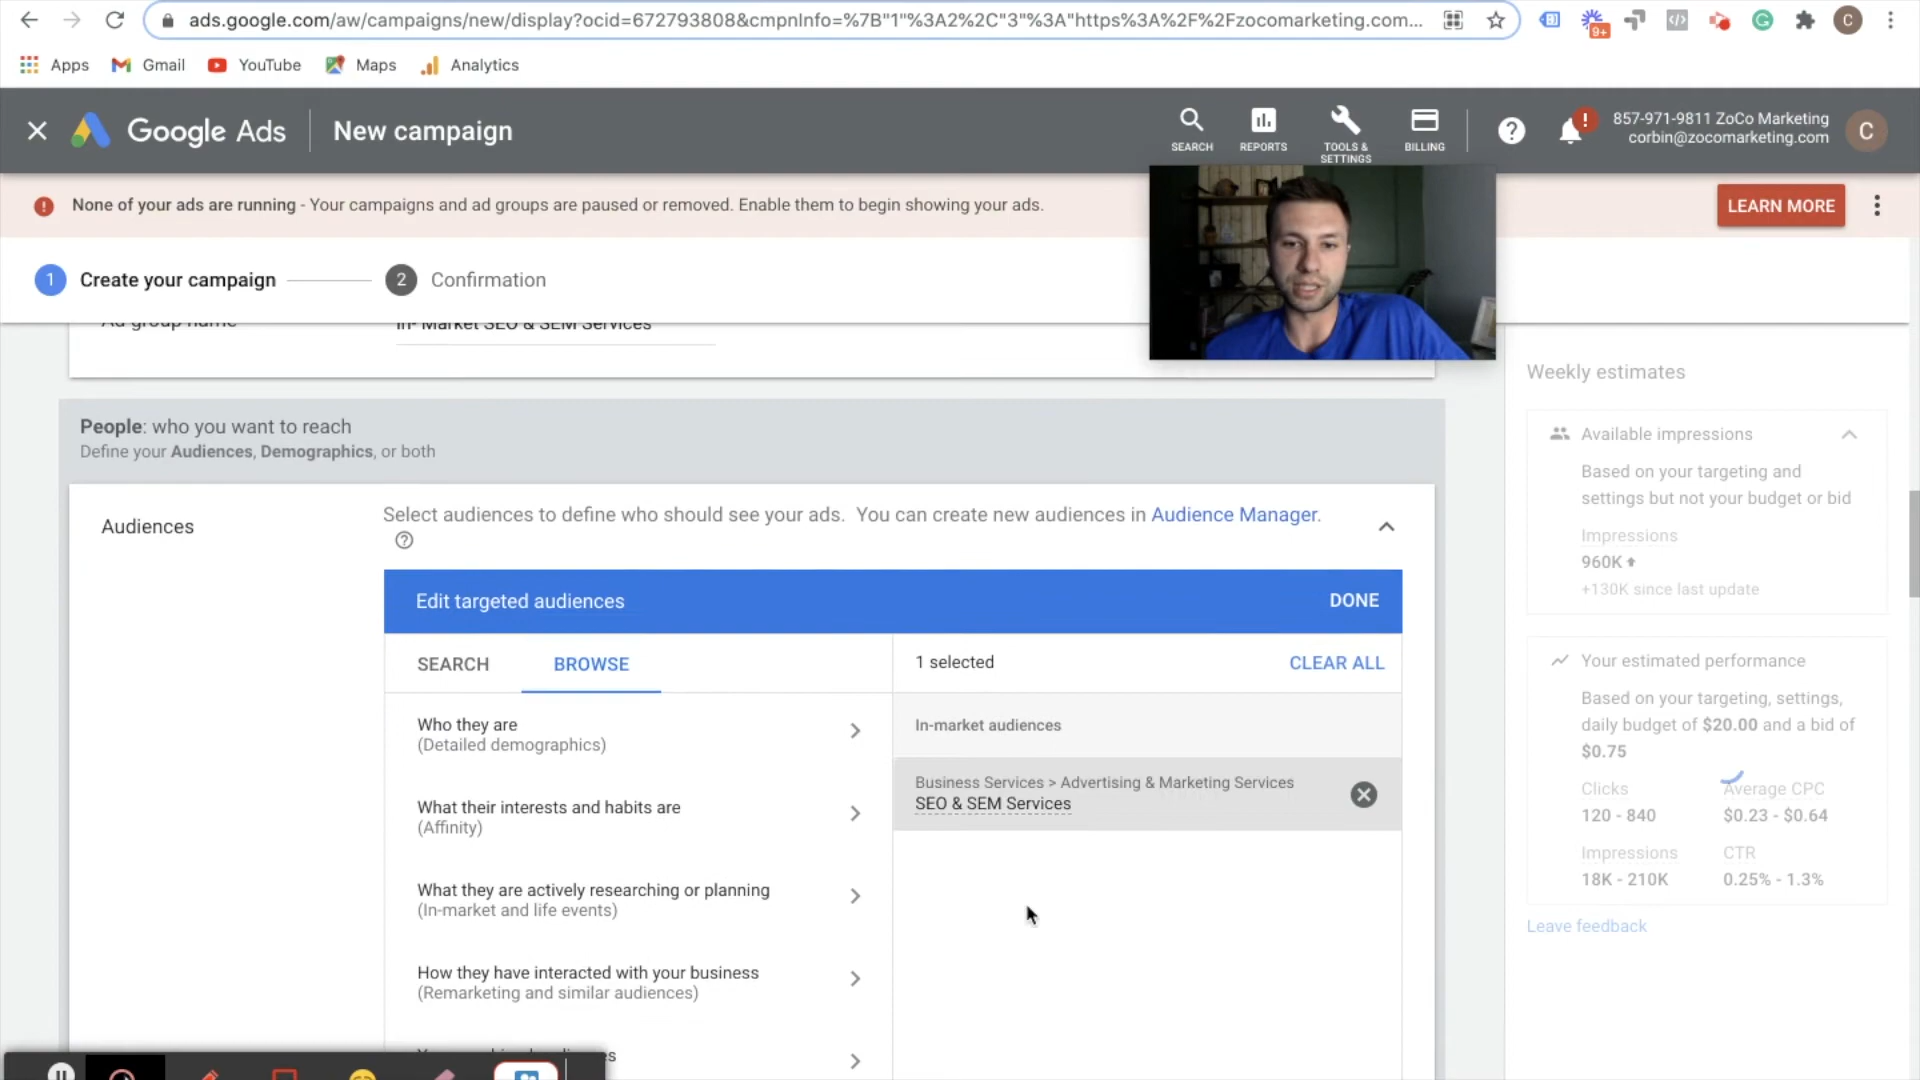 ads.google.com/aw/campaigns/new/display?ocid=672793808&cmpnInfo=%7B"1"%3A2%2C"3"%3A"https%3A%2F%2Fzocomarketing.com...
9+
C
Apps
Gmail
YouTube
Maps
Analytics
Google Ads
New campaign
SEARCH
REPORTS
TOOLS &
SETTINGS
BILLING
857-971-9811 ZoCo Marketing
corbin@zocomarketing.com
C
None of your ads are running - Your campaigns and ad groups are paused or removed. Enable them to begin showing your ads.
LEARN MORE
1 Create your campaign
2 Confirmation
Ad group name
In- Market SEO & SEM Services
People: who you want to reach
Define your Audiences, Demographics, or both
Audiences
Select audiences to define who should see your ads. You can create new audiences in Audience Manager.
Edit targeted audiences
DONE
SEARCH
BROWSE
1 selected
CLEAR ALL
Who they are
(Detailed demographics)
What their interests and habits are
(Affinity)
What they are actively researching or planning
(In-market and life events)
How they have interacted with your business
(Remarketing and similar audiences)
In-market audiences
Business Services > Advertising & Marketing Services
SEO & SEM Services
Weekly estimates
Available impressions
Based on your targeting and
settings but not your budget or bid
Impressions
960K
+130K since last update
Your estimated performance
Based on your targeting, settings,
daily budget of $20.00 and a bid of
$0.75
Clicks
Average CPC
120 - 840
$0.23 - $0.64
Impressions
CTR
18K - 210K
0.25% - 1.3%
Leave feedback